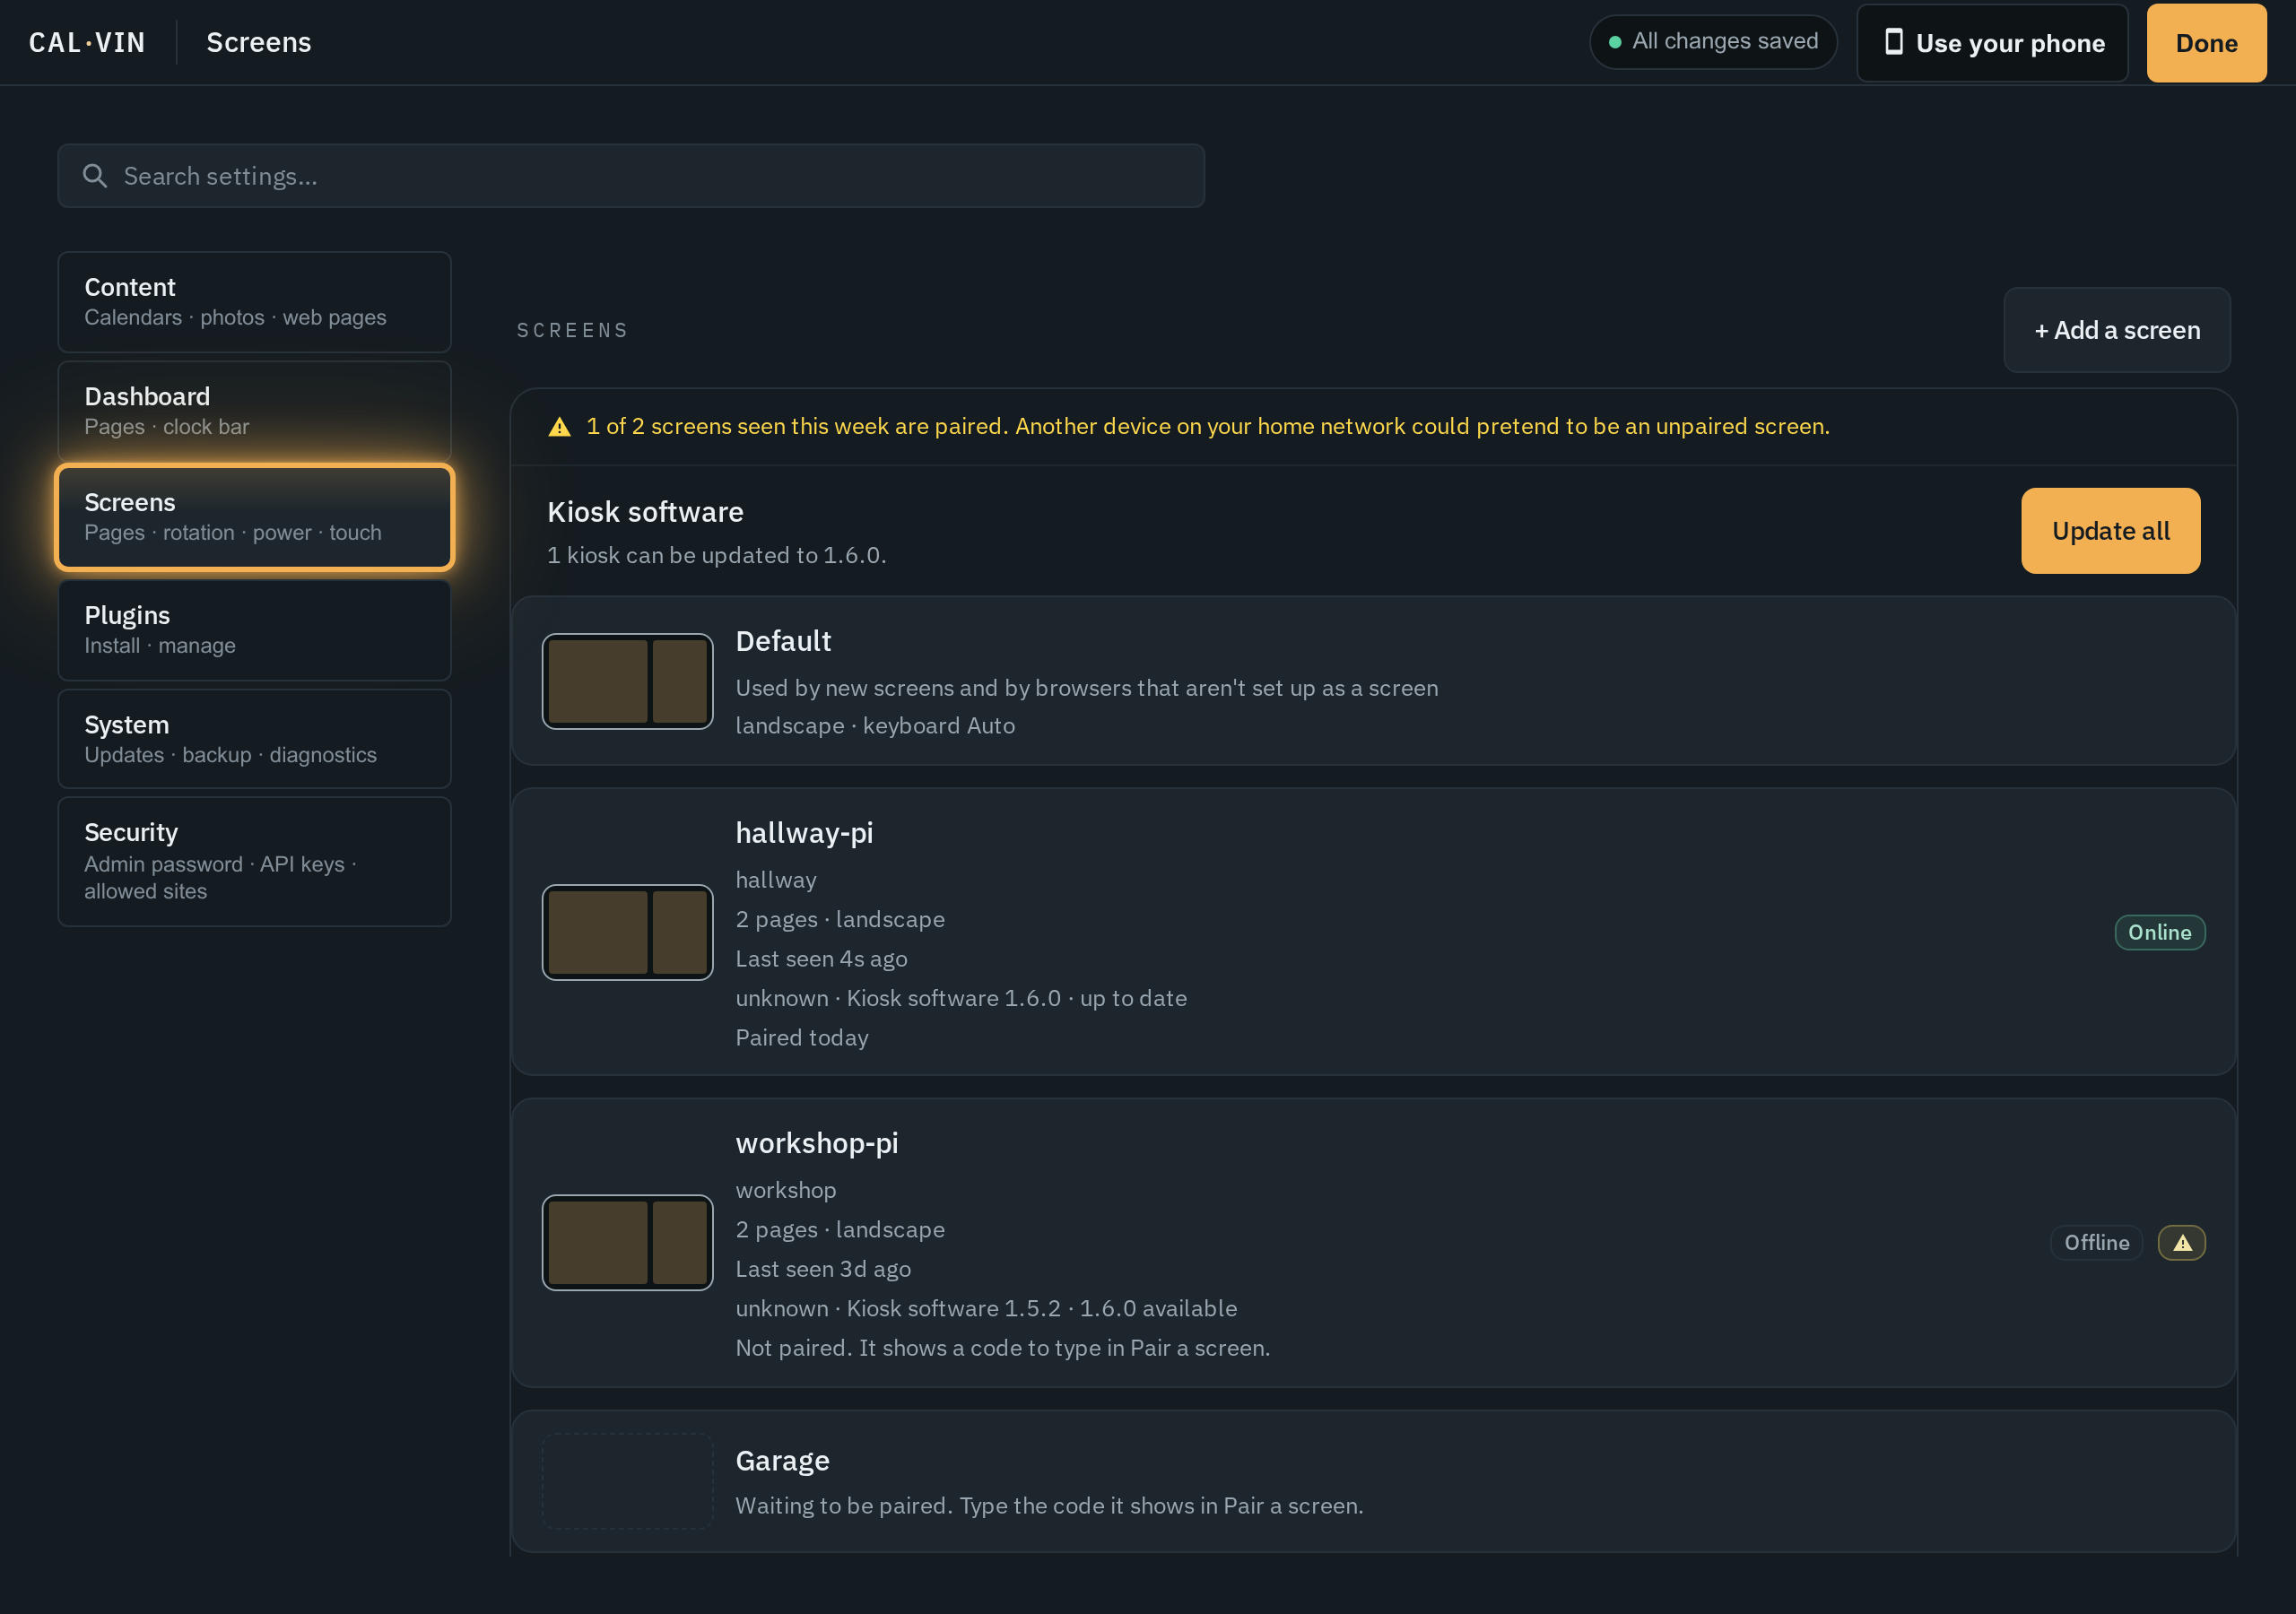 CAL·VIN
Screens
All changes saved
Use your phone
Done
Search settings...
Content
Calendars · photos · web pages
Dashboard
Pages · clock bar
Screens
Pages · rotation · power · touch
Plugins
Install · manage
System
Updates · backup · diagnostics
Security
Admin password · API keys ·
allowed sites
SCREENS
+ Add a screen
1 of 2 screens seen this week are paired. Another device on your home network could pretend to be an unpaired screen.
Kiosk software
1 kiosk can be updated to 1.6.0.
Update all
Default
Used by new screens and by browsers that aren't set up as a screen
landscape · keyboard Auto
hallway-pi
hallway
2 pages · landscape
Last seen 4s ago
unknown · Kiosk software 1.6.0 · up to date
Paired today
Online
workshop-pi
workshop
2 pages · landscape
Last seen 3d ago
unknown · Kiosk software 1.5.2 · 1.6.0 available
Not paired. It shows a code to type in Pair a screen.
Offline
Garage
Waiting to be paired. Type the code it shows in Pair a screen.